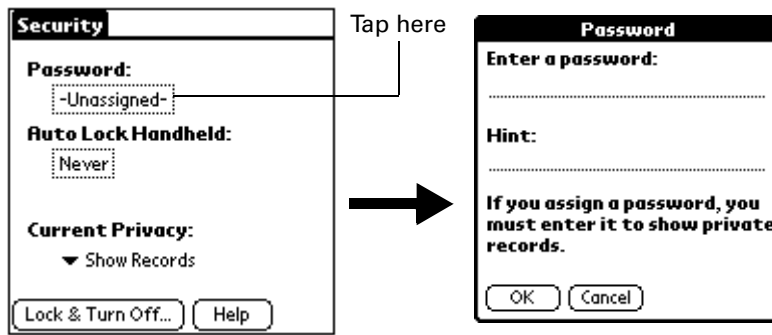 Security
Password:
-Unassigned-
Auto Lock Handheld:
Never
Current Privacy:
Show Records
Lock & Turn Off...
Help
Tap here
Password
Enter a password:
Hint:
If you assign a password, you
must enter it to show private
records.
OK
Cancel